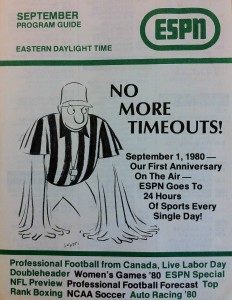 SEPTEMBER
PROGRAM GUIDE
ESPN
EASTERN DAYLIGHT TIME
NO
MORE
TIMEOUTS!
September 1, 1980—
Our First Anniversary
On The Air—
ESPN Goes To
24 Hours
Of Sports Every
Single Day!
Professional Football from Canada, Live Labor Day
Doubleheader Women's Games '80 ESPN Special
NFL Preview Professional Football Forecast Top
Rank Boxing NCAA Soccer Auto Racing '80